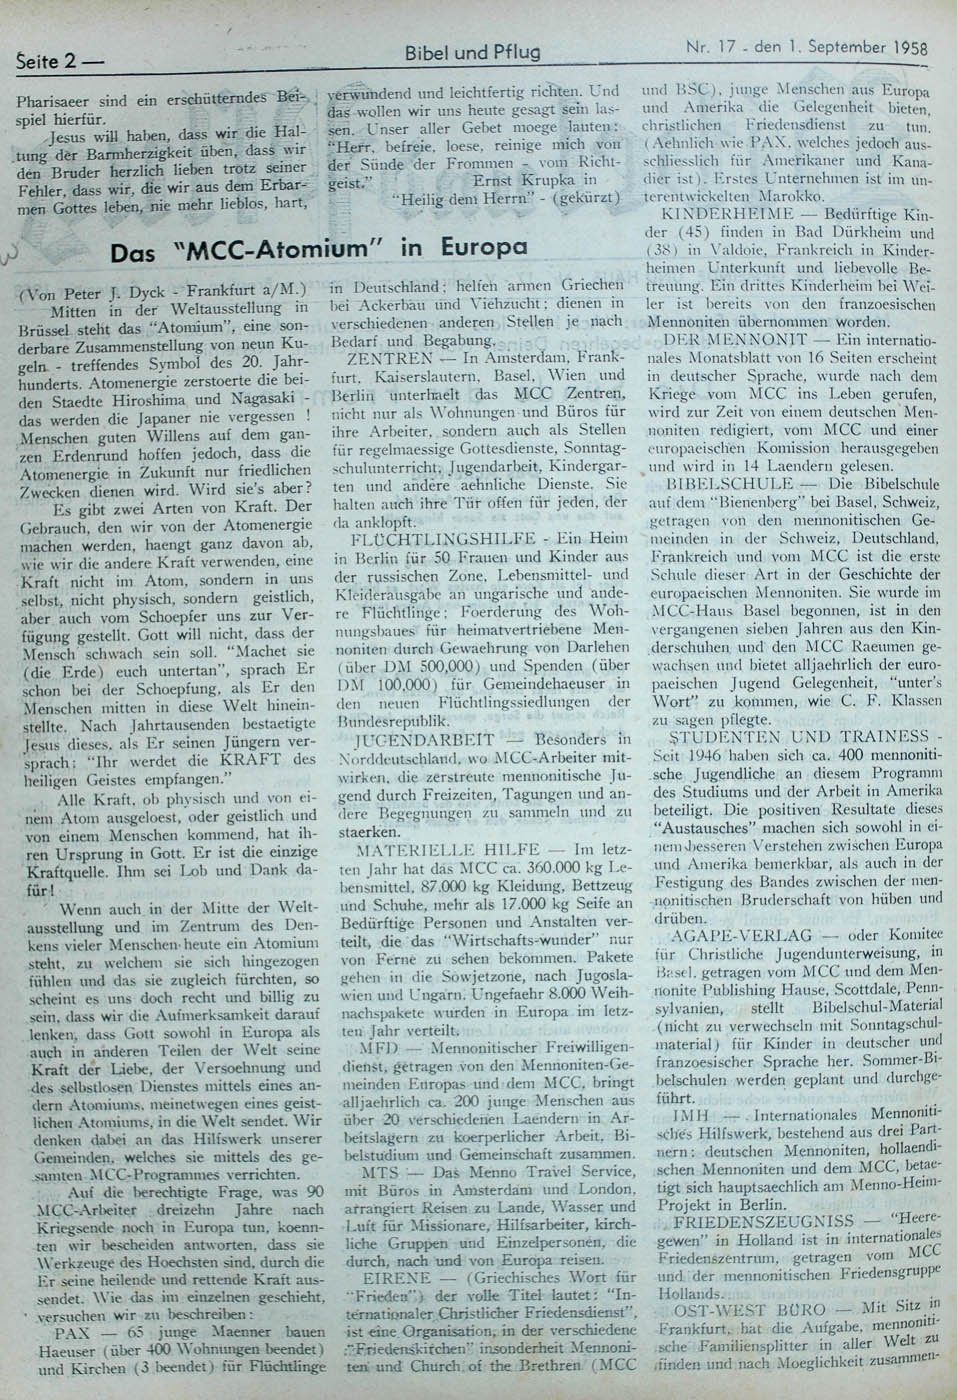 Seite 2 —
Bibel und Pflug
Nr. 17 - den 1. September 1958
Pharisaeer sind ein erschütterndes Bei-
spiel hierfür.
Jesus will haben, dass wir die Hal-
tung der Barmherzigkeit üben, dass wir
den Bruder herzlich lieben trotz seiner
Fehler, dass wir, die wir aus dem Erbar-
men Gottes leben, nie mehr lieblos, hart,
verwundend und leichtfertig richten. Und
das wollen wir uns heute gesagt sein las-
sen. Unser aller Gebet moege lauten:
"Herr, befreie, loese, reinige mich von
der Sünde der Frommen - vom Richt-
geist." Ernst Krupka in
"Heilig dem Herrn" - (gekürzt)
Das "MCC-Atomium" in Europa
(Von Peter J. Dyck - Frankfurt a/M.)
Mitten in der Weltausstellung in
Brüssel steht das "Atomium", eine son-
derbare Zusammenstellung von neun Ku-
geln - treffendes Symbol des 20. Jahr-
hunderts. Atomenergie zerstoerte die bei-
den Staedte Hiroshima und Nagasaki -
das werden die Japaner nie vergessen !
Menschen guten Willens auf dem gan-
zen Erdenrund hoffen jedoch, dass die
Atomenergie in Zukunft nur friedlichen
Zwecken dienen wird. Wird sie's aber?
Es gibt zwei Arten von Kraft. Der
Gebrauch, den wir von der Atomenergie
machen werden, haengt ganz davon ab,
wie wir die andere Kraft verwenden, eine
Kraft nicht im Atom, sondern in uns
selbst, nicht physisch, sondern geistlich,
aber auch vom Schoepfer uns zur Ver-
fügung gestellt. Gott will nicht, dass der
Mensch schwach sein soll. "Machet sie
(die Erde) euch untertan", sprach Er
schon bei der Schoepfung, als Er den
Menschen mitten in diese Welt hinein-
stellte. Nach Jahrtausenden bestaetigte
Jesus dieses, als Er seinen Jüngern ver-
sprach: "Ihr werdet die KRAFT des
heiligen Geistes empfangen."
Alle Kraft, ob physisch und von ei-
nem Atom ausgeloest, oder geistlich und
von einem Menschen kommend, hat ih-
ren Ursprung in Gott. Er ist die einzige
Kraftquelle. Ihm sei Lob und Dank da-
für!
Wenn auch in der Mitte der Welt-
ausstellung und im Zentrum des Den-
kens vieler Menschen heute ein Atomium
steht, zu welchem sie sich hingezogen
fühlen und das sie zugleich fürchten, so
scheint es uns doch recht und billig zu
sein, dass wir die Aufmerksamkeit darauf
lenken, dass Gott sowohl in Europa als
auch in anderen Teilen der Welt seine
Kraft der Liebe, der Versoehnung und
des selbstlosen Dienstes mittels eines an-
dern Atomiums, meinetwegen eines geist-
lichen Atomiums, in die Welt sendet. Wir
denken dabei an das Hilfswerk unserer
Gemeinden, welches sie mittels des ge-
samten MCC-Programmes verrichten.
Auf die berechtigte Frage, was 90
MCC-Arbeiter dreizehn Jahre nach
Kriegsende noch in Europa tun, koenn-
ten wir bescheiden antworten, dass sie
Werkzeuge des Hoechsten sind, durch die
Er seine heilende und rettende Kraft aus-
sendet. Wie das im einzelnen geschieht,
versuchen wir zu beschreiben:
PAX — 65 junge Maenner bauen
Haeuser (über 400 Wohnungen beendet)
und Kirchen (3 beendet) für Flüchtlinge
in Deutschland; helfen armen Griechen
bei Ackerbau und Viehzucht; dienen in
verschiedenen anderen Stellen je nach
Bedarf und Begabung.
ZENTREN — In Amsterdam, Frank-
furt, Kaiserslautern, Basel, Wien und
Berlin unterhaelt das MCC Zentren,
nicht nur als Wohnungen und Büros für
ihre Arbeiter, sondern auch als Stellen
für regelmaessige Gottesdienste, Sonntag-
schulunterricht, Jugendarbeit, Kindergar-
ten und andere aehnliche Dienste. Sie
halten auch ihre Tür offen für jeden, der
da anklopft.
FLÜCHTLINGSHILFE - Ein Heim
in Berlin für 50 Frauen und Kinder aus
der russischen Zone, Lebensmittel- und
Kleiderausgabe an ungarische und ande-
re Flüchtlinge; Foerderung des Woh-
nungsbaues für heimatvertriebene Men-
noniten durch Gewaehrung von Darlehen
(über DM 500,000) und Spenden (über
DM 100,000) für Gemeindehaeuser in
den neuen Flüchtlingssiedlungen der
Bundesrepublik.
JUGENDARBEIT — Besonders in
Norddeutschland, wo MCC-Arbeiter mit-
wirken, die zerstreute mennonitische Ju-
gend durch Freizeiten, Tagungen und an-
dere Begegnungen zu sammeln und zu
staerken.
MATERIELLE HILFE — Im letz-
ten Jahr hat das MCC ca. 360.000 kg Le-
bensmittel, 87.000 kg Kleidung, Bettzeug
und Schuhe, mehr als 17.000 kg Seife an
Bedürftige Personen und Anstalten ver-
teilt, die das "Wirtschafts-wunder" nur
von Ferne zu sehen bekommen. Pakete
gehen in die Sowjetzone, nach Jugosla-
wien und Ungarn. Ungefaehr 8.000 Weih-
nachspakete wurden in Europa im letz-
ten Jahr verteilt.
MFD — Mennonitischer Freiwilligen-
dienst, getragen von den Mennoniten-Ge-
meinden Europas und dem MCC, bringt
alljaehrlich ca. 200 junge Menschen aus
über 20 verschiedenen Laendern in Ar-
beitslagern zu koerperlicher Arbeit, Bi-
belstudium und Gemeinschaft zusammen.
MTS — Das Menno Travel Service,
mit Büros in Amsterdam und London,
arrangiert Reisen zu Lande, Wasser und
Luft für Missionare, Hilfsarbeiter, kirch-
liche Gruppen und Einzelpersonen, die
durch, nach und von Europa reisen.
EIRENE — (Griechisches Wort für
"Frieden") der volle Titel lautet: "In-
ternationaler Christlicher Friedensdienst",
ist eine Organisation, in der verschiedene
"Friedenskirchen" insonderheit Mennoni-
ten und Church of the Brethren (MCC
und BSC), junge Menschen aus Europa
und Amerika die Gelegenheit bieten,
christlichen Friedensdienst zu tun.
(Aehnlich wie PAX, welches jedoch aus-
schliesslich für Amerikaner und Kana-
dier ist). Erstes Unternehmen ist im un-
terentwickelten Marokko.
KINDERHEIME — Bedürftige Kin-
der (45) finden in Bad Dürkheim und
(38) in Valdoie, Frankreich in Kinder-
heimen Unterkunft und liebevolle Be-
treuung. Ein drittes Kinderheim bei Wei-
ler ist bereits von den franzoesischen
Mennoniten übernommen worden.
DER MENNONIT — Ein internatio-
nales Monatsblatt von 16 Seiten erscheint
in deutscher Sprache, wurde nach dem
Kriege vom MCC ins Leben gerufen,
wird zur Zeit von einem deutschen Men-
noniten redigiert, vom MCC und einer
europaeischen Komission herausgegeben
und wird in 14 Laendern gelesen.
BIBELSCHULE — Die Bibelschule
auf dem "Bienenberg" bei Basel, Schweiz,
getragen von den mennonitischen Ge-
meinden in der Schweiz, Deutschland,
Frankreich und vom MCC ist die erste
Schule dieser Art in der Geschichte der
europaeischen Mennoniten. Sie wurde im
MCC-Haus Basel begonnen, ist in den
vergangenen sieben Jahren aus den Kin-
derschuhen und den MCC Raeumen ge-
wachsen und bietet alljaehrlich der euro-
paeischen Jugend Gelegenheit, "unter's
Wort" zu kommen, wie C. F. Klassen
zu sagen pflegte.
STUDENTEN UND TRAINESS -
Seit 1946 haben sich ca. 400 mennoniti-
sche Jugendliche an diesem Programm
des Studiums und der Arbeit in Amerika
beteiligt. Die positiven Resultate dieses
"Austausches" machen sich sowohl in ei-
nem besseren Verstehen zwischen Europa
und Amerika bemerkbar, als auch in der
Festigung des Bandes zwischen der men-
nonitischen Bruderschaft von hüben und
drüben.
AGAPE-VERLAG — oder Komitee
für Christliche Jugendunterweisung, in
Basel, getragen vom MCC und dem Men-
nonite Publishing Hause, Scottdale, Penn-
sylvanien, stellt Bibelschul-Material
(nicht zu verwechseln mit Sonntagschul-
material) für Kinder in deutscher und
franzoesischer Sprache her. Sommer-Bi-
belschulen werden geplant und durchge-
führt.
IMH — Internationales Mennoniti-
sches Hilfswerk, bestehend aus drei Part-
nern: deutschen Mennoniten, hollaendi-
schen Mennoniten und dem MCC, betae-
tigt sich hauptsaechlich am Menno-Heim-
Projekt in Berlin.
FRIEDENSZEUGNISS — "Heere-
gewen" in Holland ist in internationales
Friedenszentrum, getragen vom MCC
und der mennonitischen Friedensgruppe
Hollands.
OST-WEST BÜRO — Mit Sitz in
Frankfurt, hat die Aufgabe, mennoniti-
sche Familiensplitter in aller Welt zu
finden und nach Moeglichkeit zusammen-